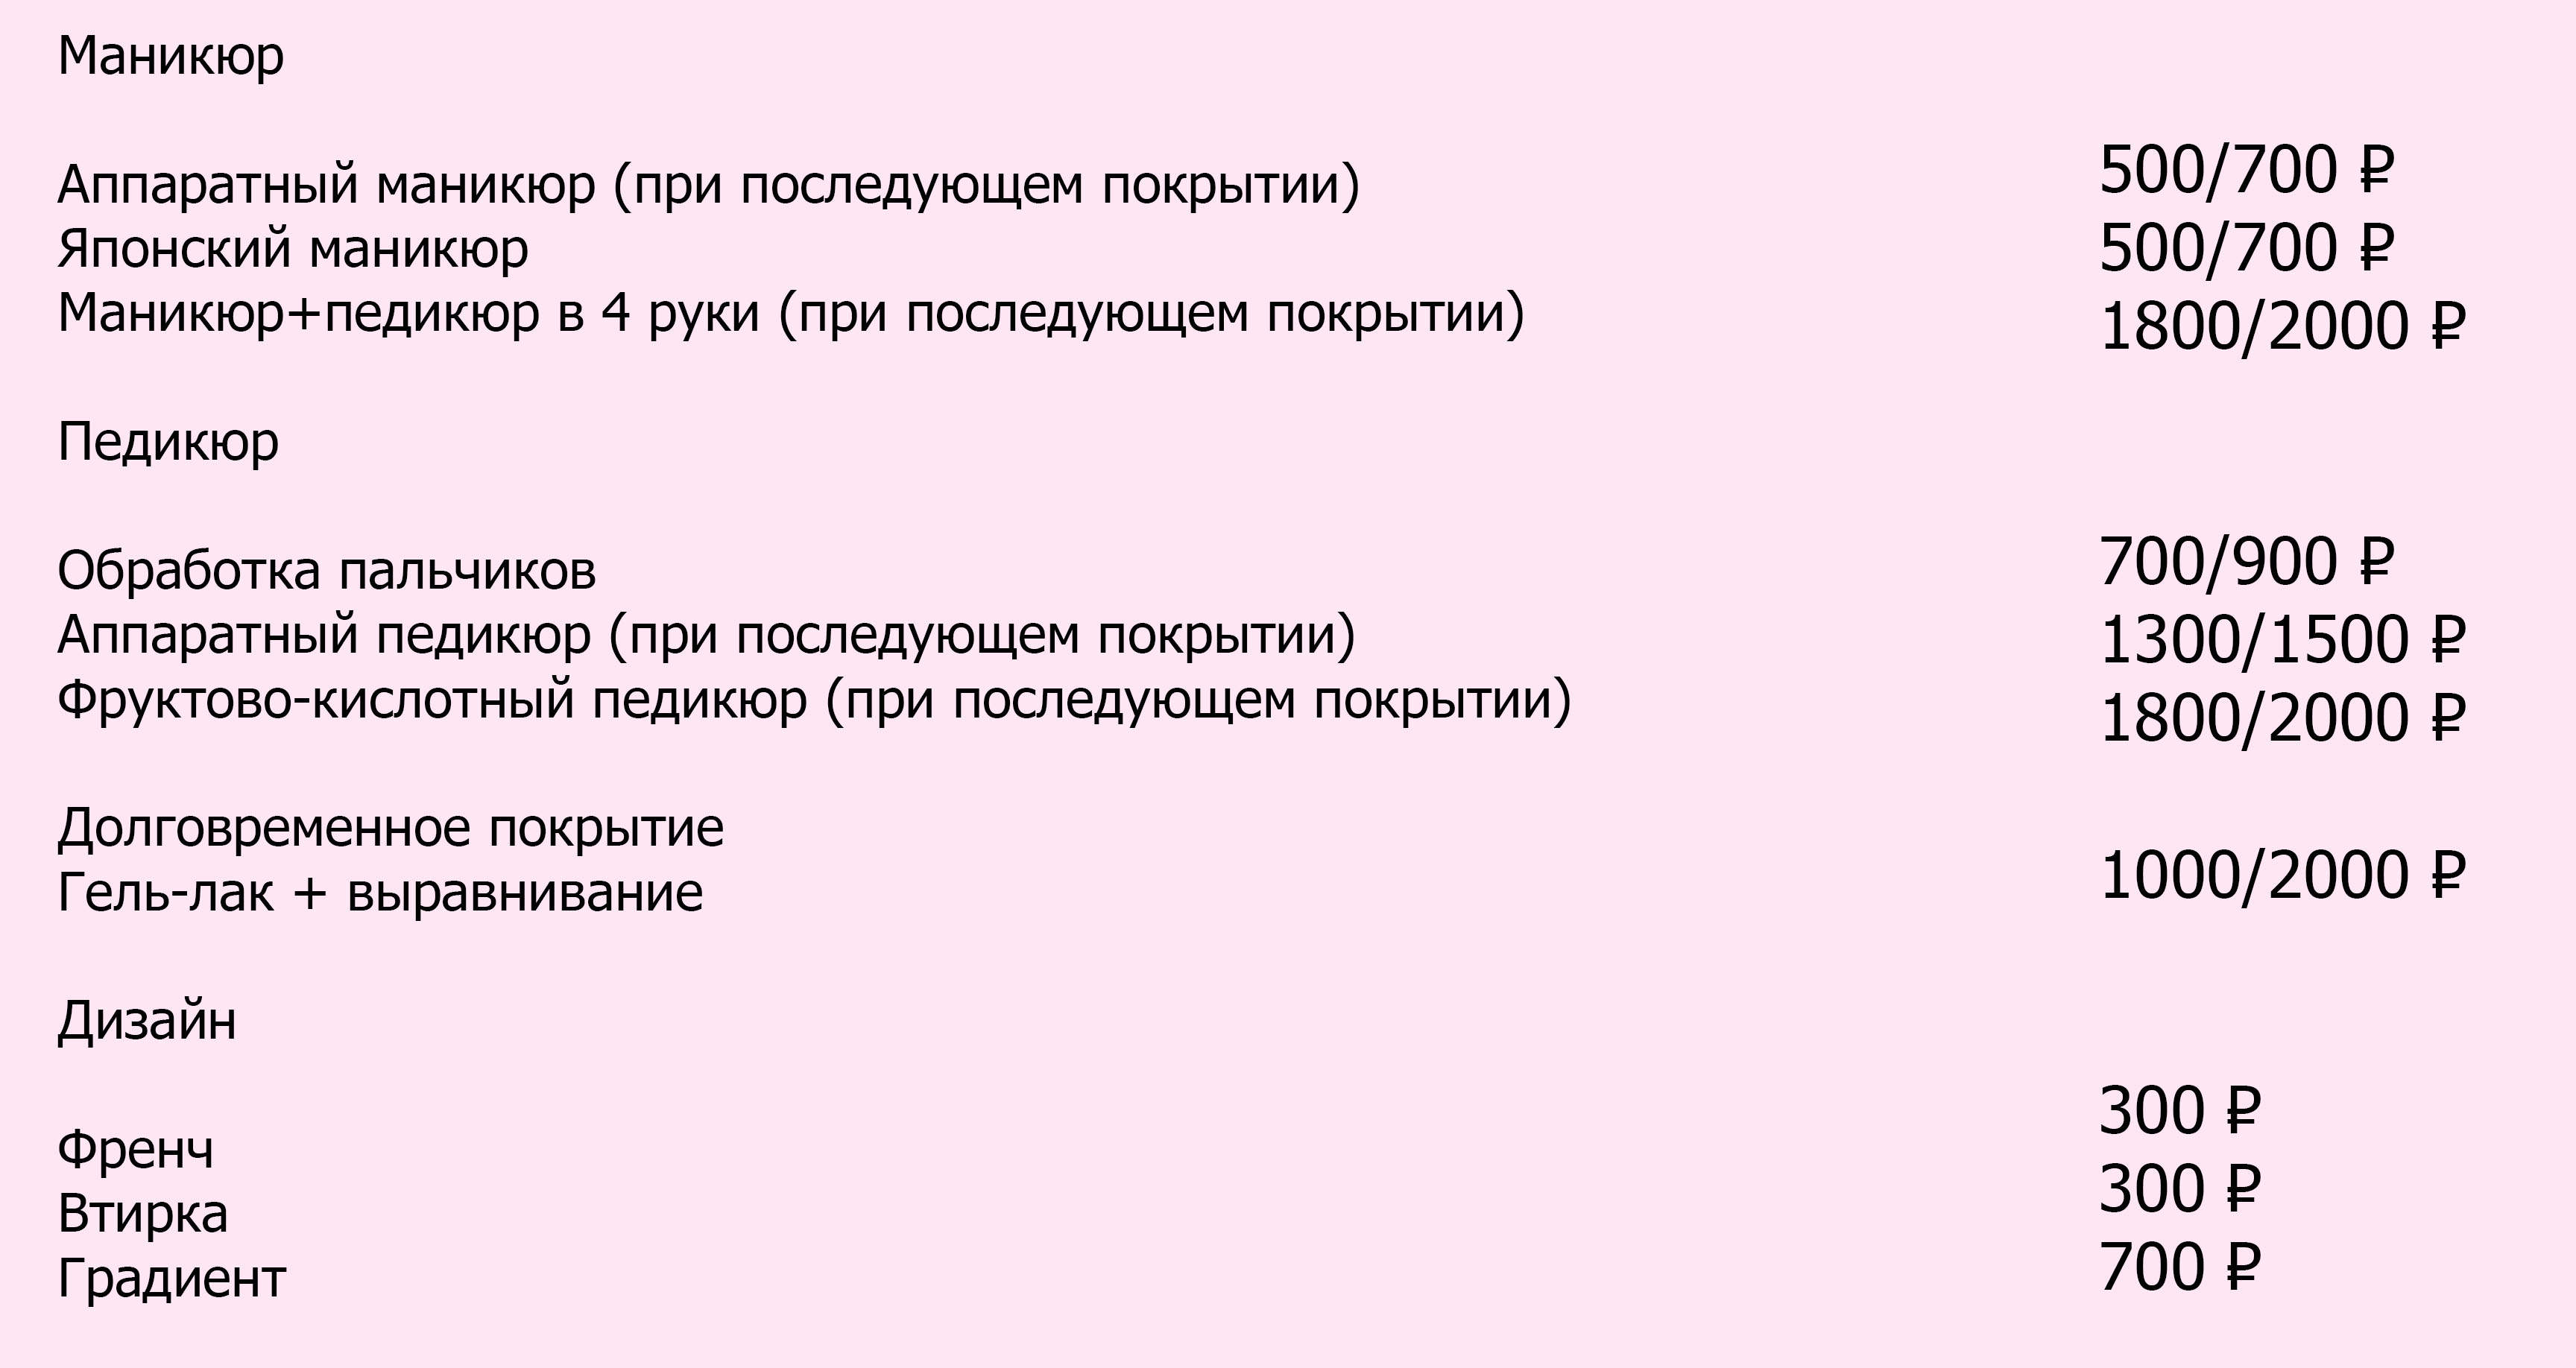 Маникюр
Аппаратный маникюр (при последующем покрытии) 500/700 ₽
Японский маникюр 500/700 ₽
Маникюр+педикюр в 4 руки (при последующем покрытии) 1800/2000 ₽
Педикюр
Обработка пальчиков 700/900 ₽
Аппаратный педикюр (при последующем покрытии) 1300/1500 ₽
Фруктово-кислотный педикюр (при последующем покрытии) 1800/2000 ₽
Долговременное покрытие
Гель-лак + выравнивание 1000/2000 ₽
Дизайн
Френч 300 ₽
Втирка 300 ₽
Градиент 700 ₽